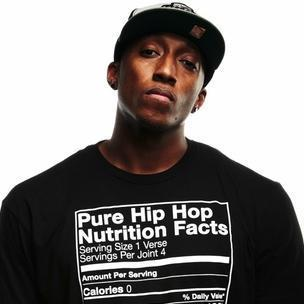 Pure Hip Hop
Nutrition Facts
Serving Size 1 Verse
Servings Per Joint 4
Amount Per Serving
Calories 0
% Daily Value*